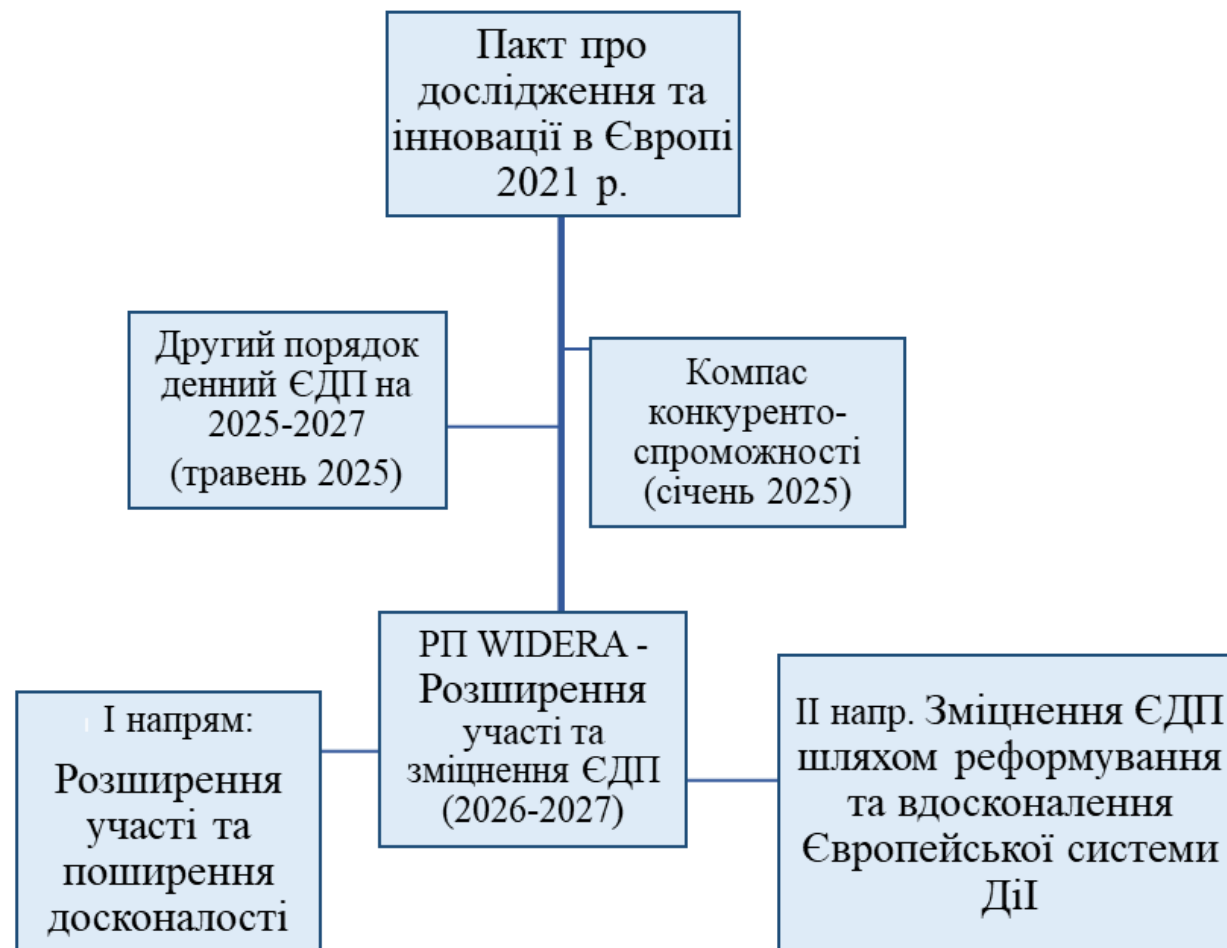 Пакт про
дослідження та
інновації в Європі
2021 р.
Другий порядок
денний ЄДП на
2025-2027
(травень 2025)
Компас
конкуренто-
спроможності
(січень 2025)
РП WIDERA -
Розширення
участі та
зміцнення ЄДП
(2026-2027)
І напрям:
Розширення
участі та
поширення
досконалості
ІІ напр. Зміцнення ЄДП
шляхом реформування
та вдосконалення
Європейської системи
ДіІ